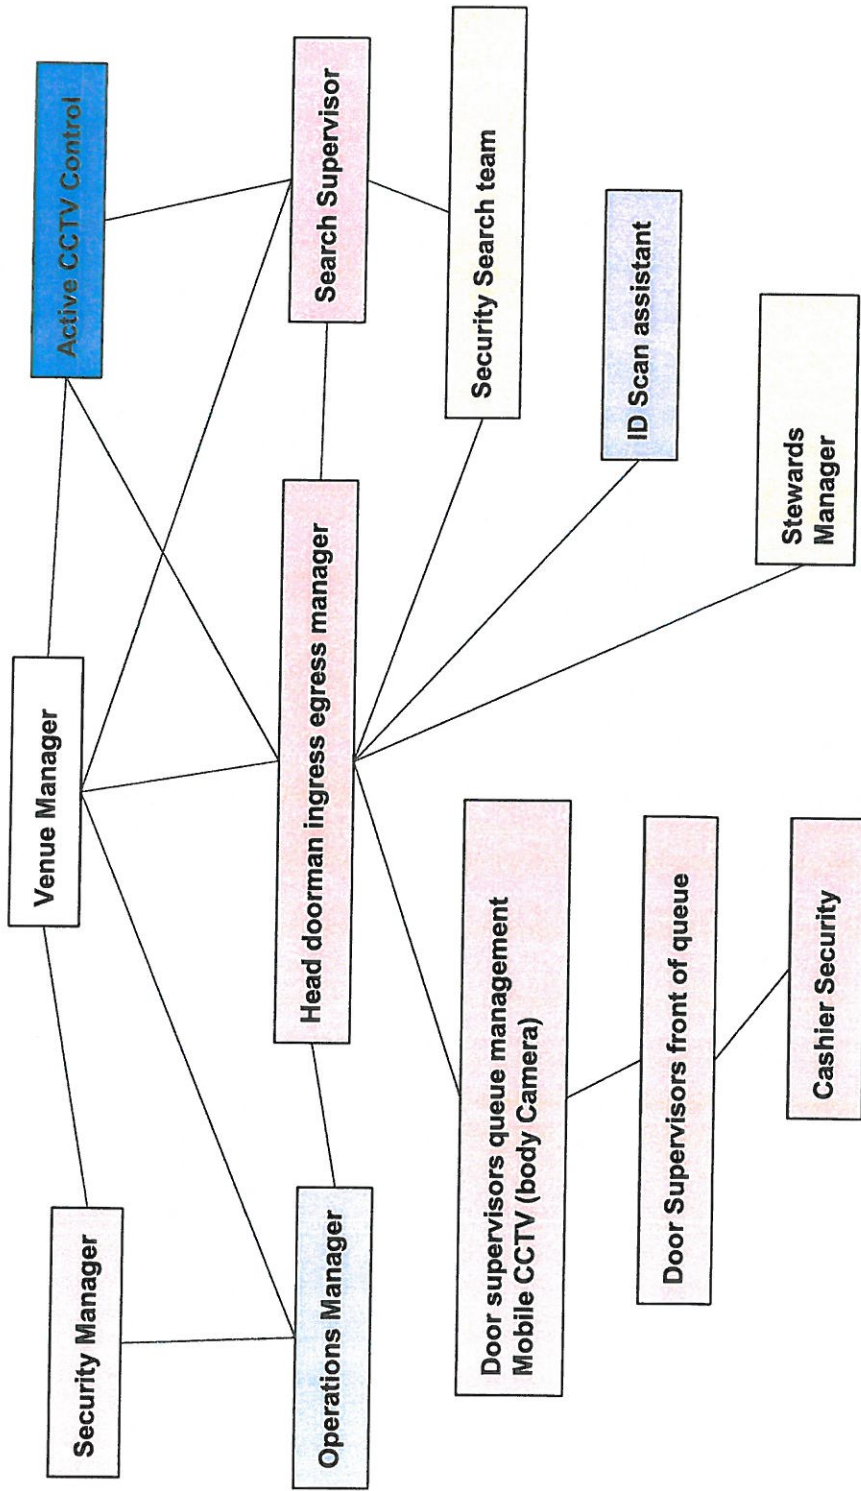 Security Manager
Venue Manager
Active CCTV Control
Operations Manager
Head doorman ingress egress manager
Search Supervisor
Door supervisors queue management
Mobile CCTV (body Camera)
Security Search team
Door Supervisors front of queue
ID Scan assistant
Cashier Security
Stewards
Manager